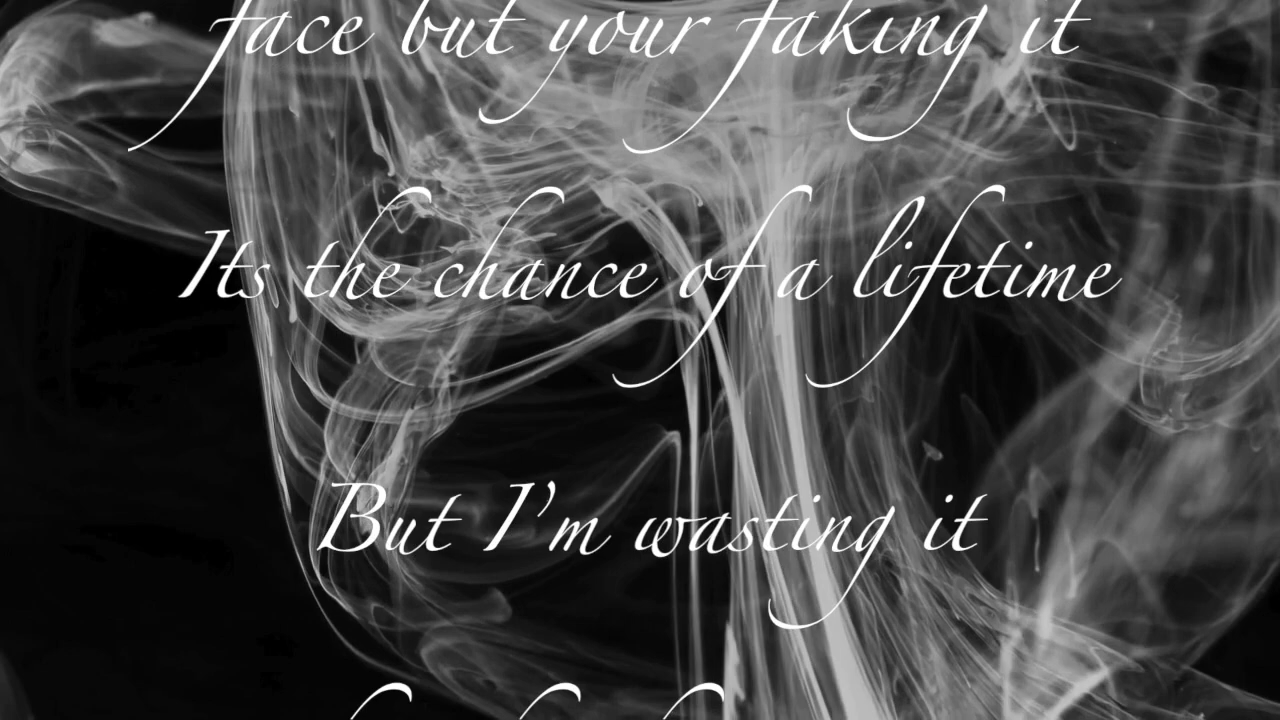 face but your faking it
Its the chance of a lifetime
But I'm wasting it